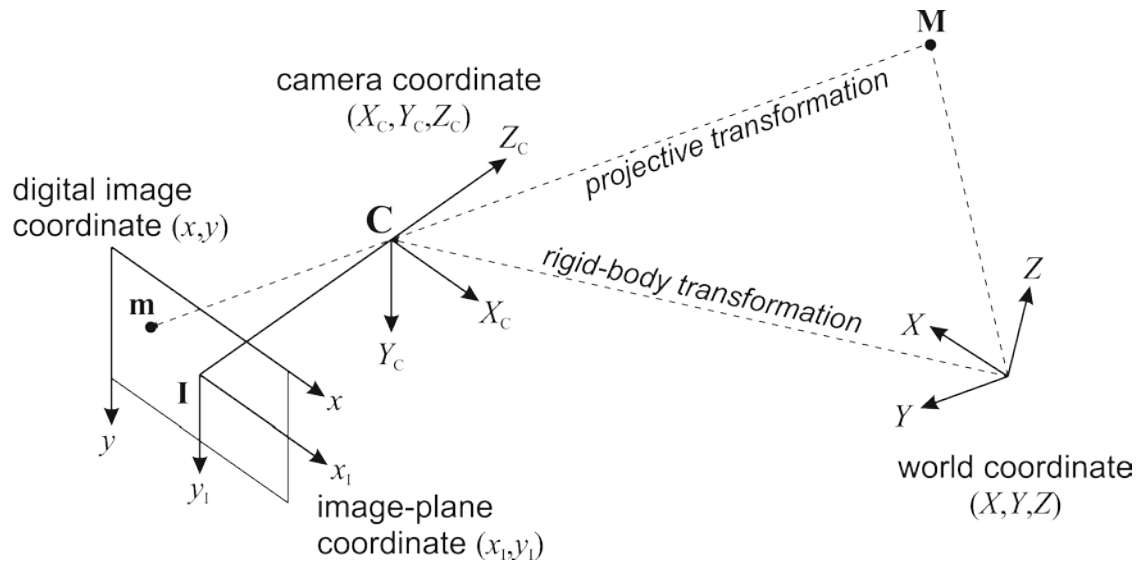 M
camera coordinate
(X_C,Y_C,Z_C)
projective transformation
Z_C
digital image
coordinate (x,y)
C
rigid-body transformation
Z
m
X_C
X
Y_C
I
x
Y
y
x_I
y_I
world coordinate
(X,Y,Z)
image-plane
coordinate (x_I,y_I)